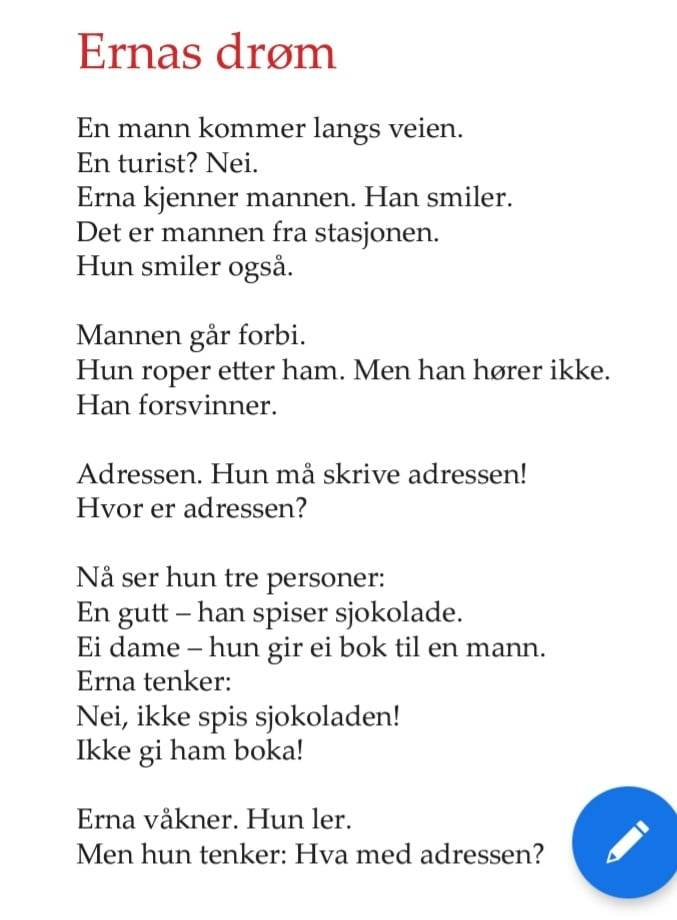 Ernas drøm
En mann kommer langs veien.
En turist? Nei.
Erna kjenner mannen. Han smiler.
Det er mannen fra stasjonen.
Hun smiler også.
Mannen går forbi.
Hun roper etter ham. Men han hører ikke.
Han forsvinner.
Adressen. Hun må skrive adressen!
Hvor er adressen?
Nå ser hun tre personer:
En gutt – han spiser sjokolade.
Ei dame – hun gir ei bok til en mann.
Erna tenker:
Nei, ikke spis sjokoladen!
Ikke gi ham boka!
Erna våkner. Hun ler.
Men hun tenker: Hva med adressen?